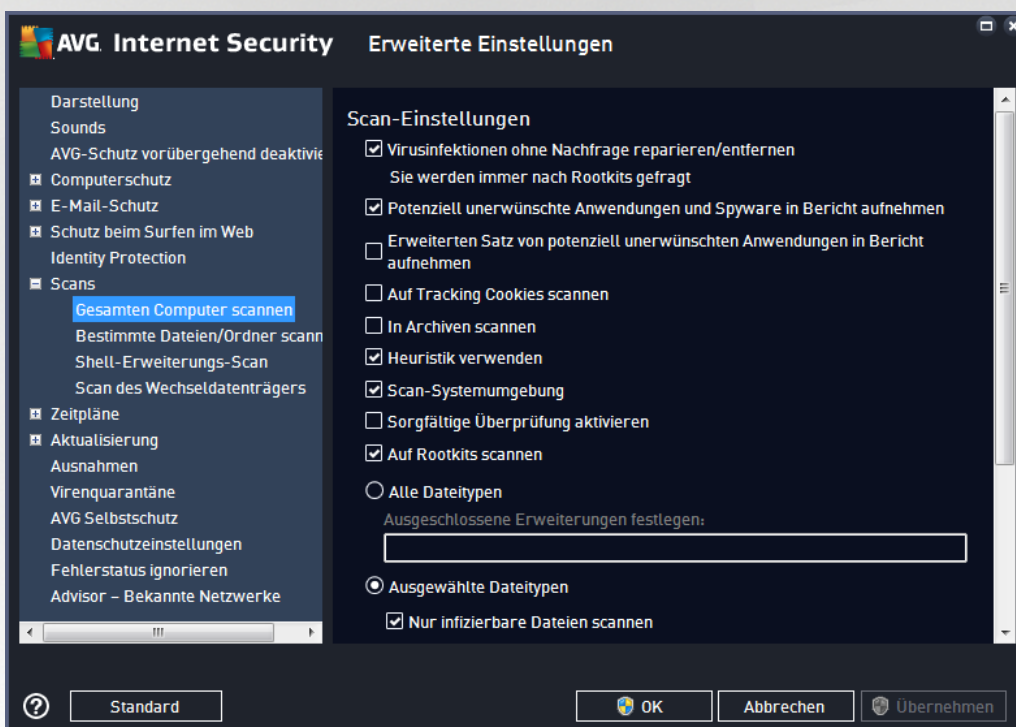 AVG. Internet Security
Erweiterte Einstellungen
Darstellung
Sounds
AVG-Schutz vorübergehend deaktivie
Computerschutz
E-Mail-Schutz
Schutz beim Surfen im Web
Identity Protection
Scans
Gesamten Computer scannen
Bestimmte Dateien/Ordner scann
Shell-Erweiterungs-Scan
Scan des Wechseldatenträgers
Zeitpläne
Aktualisierung
Ausnahmen
Virenquarantäne
AVG Selbstschutz
Datenschutzeinstellungen
Fehlerstatus ignorieren
Advisor – Bekannte Netzwerke
Scan-Einstellungen
Virusinfektionen ohne Nachfrage reparieren/entfernen
Sie werden immer nach Rootkits gefragt
Potenziell unerwünschte Anwendungen und Spyware in Bericht aufnehmen
Erweiterten Satz von potenziell unerwünschten Anwendungen in Bericht
aufnehmen
Auf Tracking Cookies scannen
In Archiven scannen
Heuristik verwenden
Scan-Systemumgebung
Sorgfältige Überprüfung aktivieren
Auf Rootkits scannen
Alle Dateitypen
Ausgeschlossene Erweiterungen festlegen:
Ausgewählte Dateitypen
Nur infizierbare Dateien scannen
Standard
OK
Abbrechen
Übernehmen